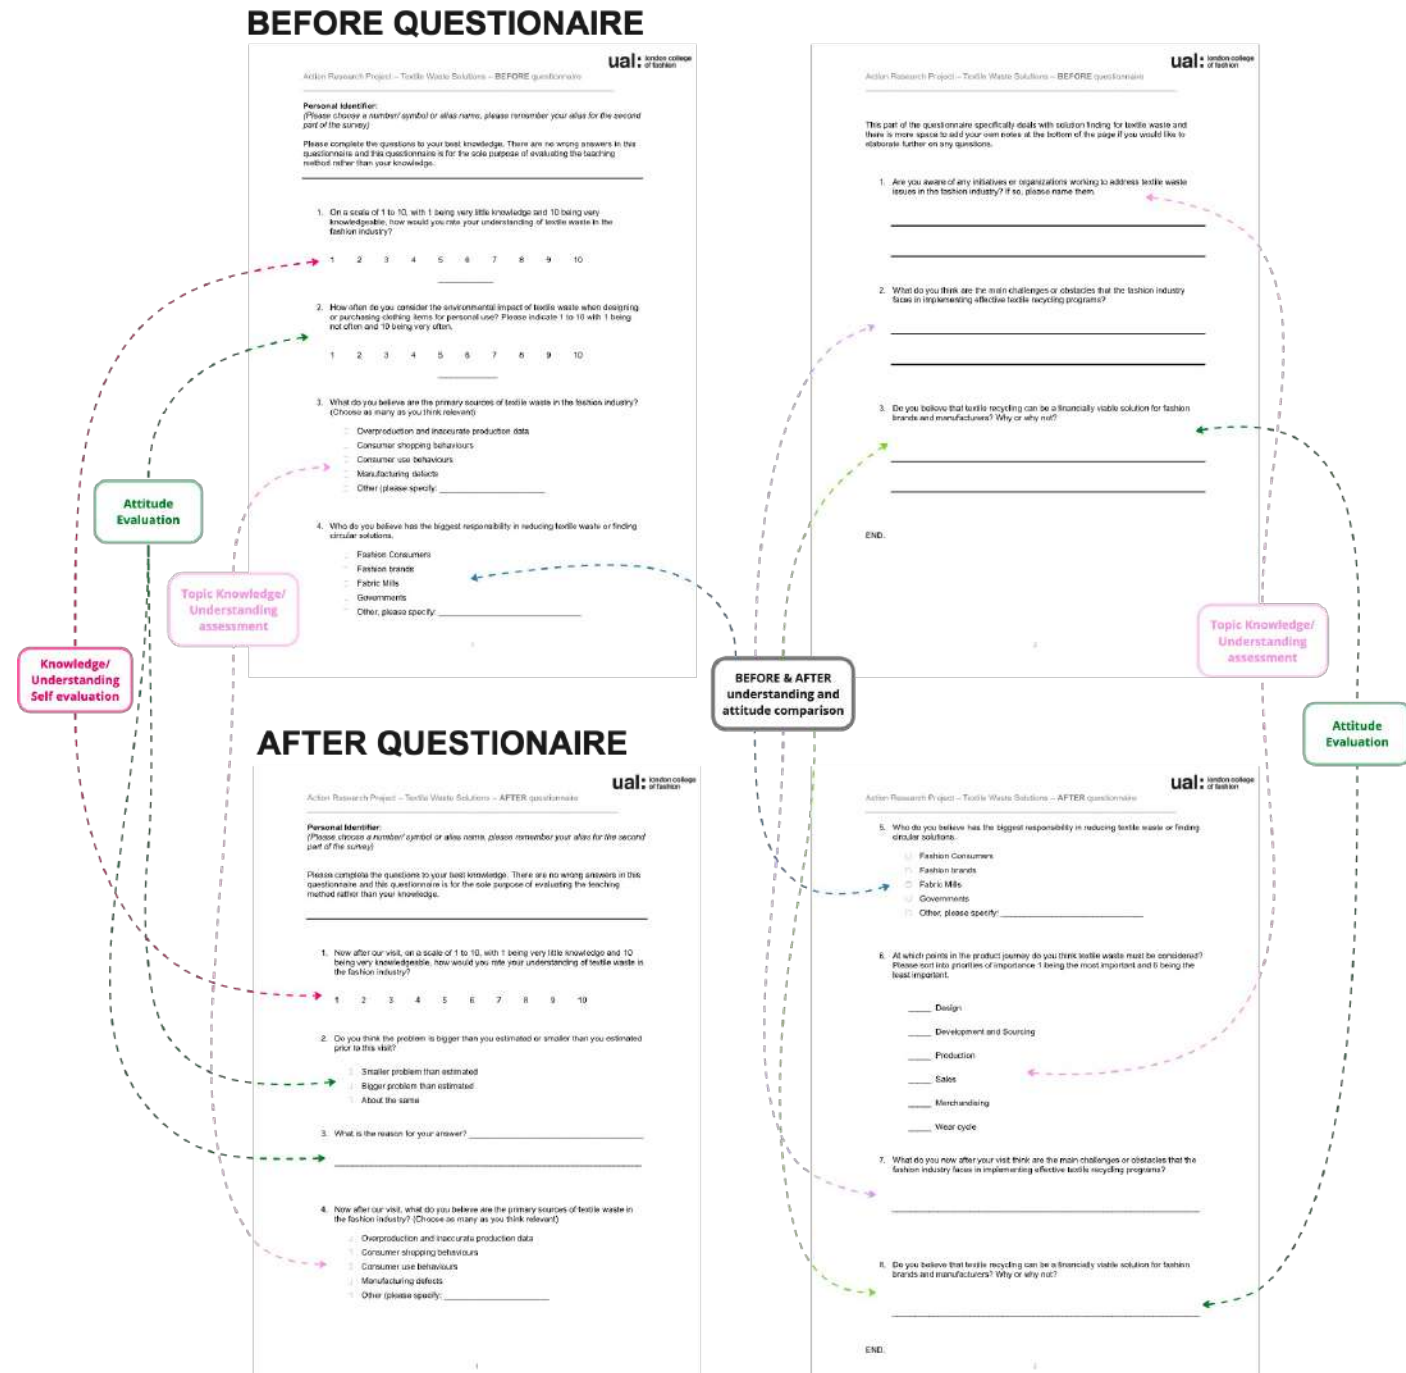 BEFORE QUESTIONAIRE
ual: london college
of fashion
Action Research Project – Textile Waste Solutions – BEFORE questionnaire
Personal Identifier:
(Please choose a number/ symbol or alias name, please remember your alias for the second
part of the survey)
Please complete the questions to your best knowledge. There are no wrong answers in this
questionnaire and this questionnaire is for the sole purpose of evaluating the teaching
method rather than your knowledge.
1. On a scale of 1 to 10, with 1 being very little knowledge and 10 being very
knowledgeable, how would you rate your understanding of textile waste in the
fashion industry?
1 2 3 4 5 6 7 8 9 10
2. How often do you consider the environmental impact of textile waste when designing
or purchasing clothing items for personal use? Please indicate 1 to 10 with 1 being
not often and 10 being very often.
1 2 3 4 5 6 7 8 9 10
3. What do you believe are the primary sources of textile waste in the fashion industry?
(Choose as many as you think relevant)
Overproduction and inaccurate production data
Consumer shopping behaviours
Consumer use behaviours
Manufacturing defects
Other (please specify:
4. Who do you believe has the biggest responsibility in reducing textile waste or finding
circular solutions.
Fashion Consumers
Fashion brands
Fabric Mills
Governments
Other, please specify:
1
ual: london college
of fashion
Action Research Project – Textile Waste Solutions – BEFORE questionnaire
This part of the questionnaire specifically deals with solution finding for textile waste and
there is more space to add your own notes at the bottom of the page if you would like to
elaborate further on any questions.
1. Are you aware of any initiatives or organizations working to address textile waste
issues in the fashion industry? If so, please name them.
2. What do you think are the main challenges or obstacles that the fashion industry
faces in implementing effective textile recycling programs?
3. Do you believe that textile recycling can be a financially viable solution for fashion
brands and manufacturers? Why or why not?
END.
2
Attitude
Evaluation
Topic Knowledge/
Understanding
assessment
Knowledge/
Understanding
Self evaluation
BEFORE & AFTER
understanding and
attitude comparison
Topic Knowledge/
Understanding
assessment
Attitude
Evaluation
AFTER QUESTIONAIRE
ual: london college
of fashion
Action Research Project – Textile Waste Solutions – AFTER questionnaire
Personal Identifier:
(Please choose a number/ symbol or alias name, please remember your alias for the second
part of the survey)
Please complete the questions to your best knowledge. There are no wrong answers in this
questionnaire and this questionnaire is for the sole purpose of evaluating the teaching
method rather than your knowledge.
1. Now after our visit, on a scale of 1 to 10, with 1 being very little knowledge and 10
being very knowledgeable, how would you rate your understanding of textile waste in
the fashion industry?
1 2 3 4 5 6 7 8 9 10
2. Do you think the problem is bigger than you estimated or smaller than you estimated
prior to this visit?
Smaller problem than estimated
Bigger problem than estimated
About the same
3. What is the reason for your answer?
4. Now after our visit, what do you believe are the primary sources of textile waste in
the fashion industry? (Choose as many as you think relevant)
Overproduction and inaccurate production data
Consumer shopping behaviours
Consumer use behaviours
Manufacturing defects
Other (please specify:
1
ual: london college
of fashion
Action Research Project – Textile Waste Solutions – AFTER questionnaire
5. Who do you believe has the biggest responsibility in reducing textile waste or finding
circular solutions.
Fashion Consumers
Fashion brands
Fabric Mills
Governments
Other, please specify:
6. At which points in the product journey do you think textile waste must be considered?
Please sort into priorities of importance 1 being the most important and 6 being the
least important.
Design
Development and Sourcing
Production
Sales
Merchandising
Wear cycle
7. What do you now after your visit think are the main challenges or obstacles that the
fashion industry faces in implementing effective textile recycling programs?
8. Do you believe that textile recycling can be a financially viable solution for fashion
brands and manufacturers? Why or why not?
END.
2